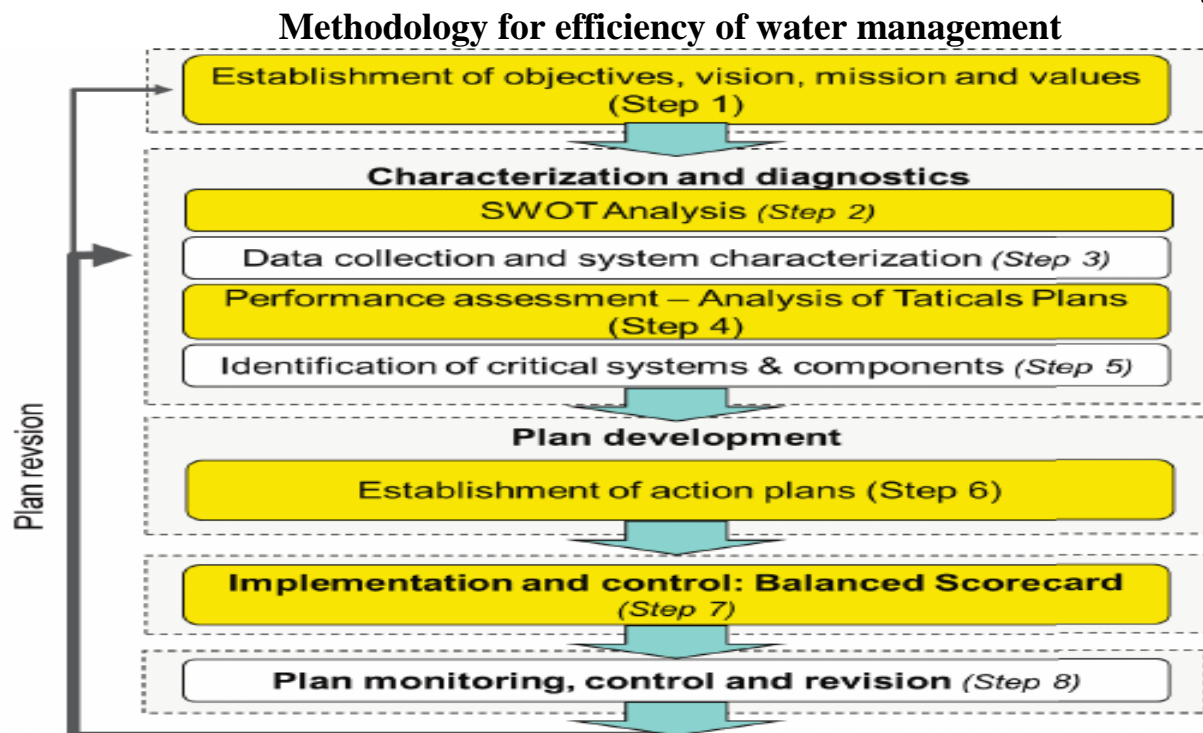 Methodology for efficiency of water management
Establishment of objectives, vision, mission and values
(Step 1)
Characterization and diagnostics
SWOT Analysis (Step 2)
Data collection and system characterization (Step 3)
Performance assessment – Analysis of Taticals Plans
(Step 4)
Identification of critical systems & components (Step 5)
Plan development
Establishment of action plans (Step 6)
Implementation and control: Balanced Scorecard
(Step 7)
Plan monitoring, control and revision (Step 8)
Plan revsion